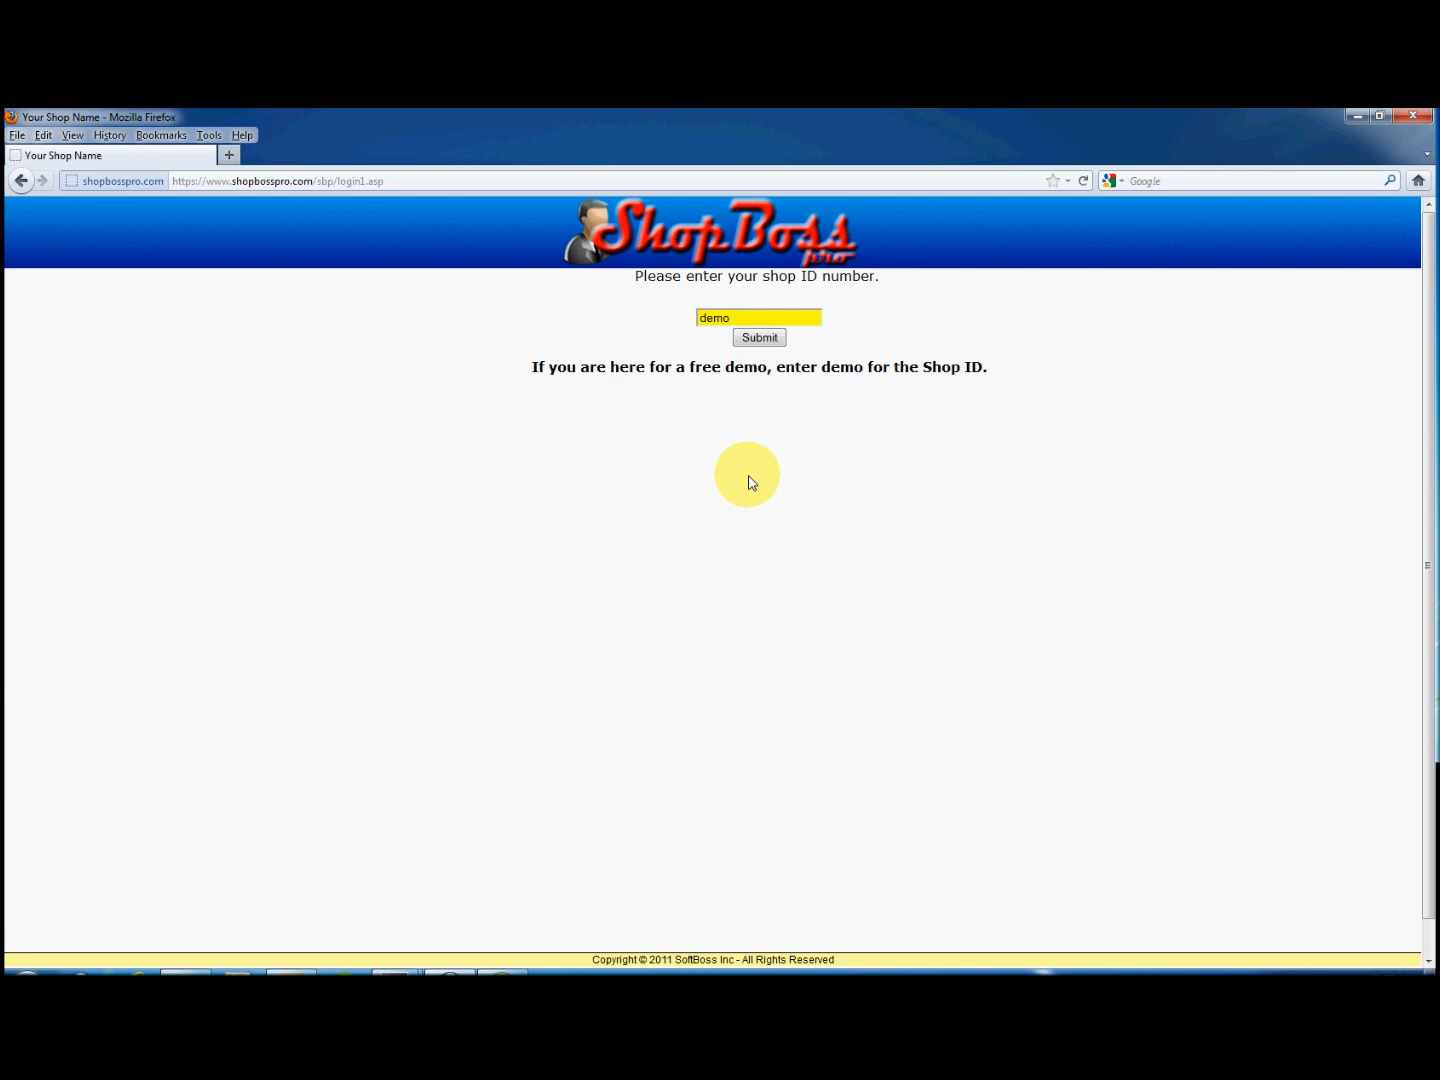 Your Shop Name - Mozilla Firefox
File Edit View History Bookmarks Tools Help
Your Shop Name
shopbosspro.com https://www.shopbosspro.com/sbp/login1.asp Google
ShopBoss
pro
Please enter your shop ID number.
demo
Submit
If you are here for a free demo, enter demo for the Shop ID.
Copyright © 2011 SoftBoss Inc - All Rights Reserved